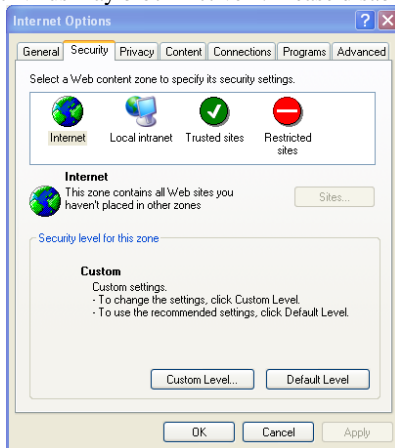 Internet Options
General Security Privacy Content Connections Programs Advanced
Select a Web content zone to specify its security settings.
Internet Local intranet Trusted sites Restricted
sites
Internet
This zone contains all Web sites you
haven't placed in other zones
Sites...
Security level for this zone
Custom
Custom settings.
- To change the settings, click Custom Level.
- To use the recommended settings, click Default Level.
Custom Level... Default Level
OK Cancel Apply